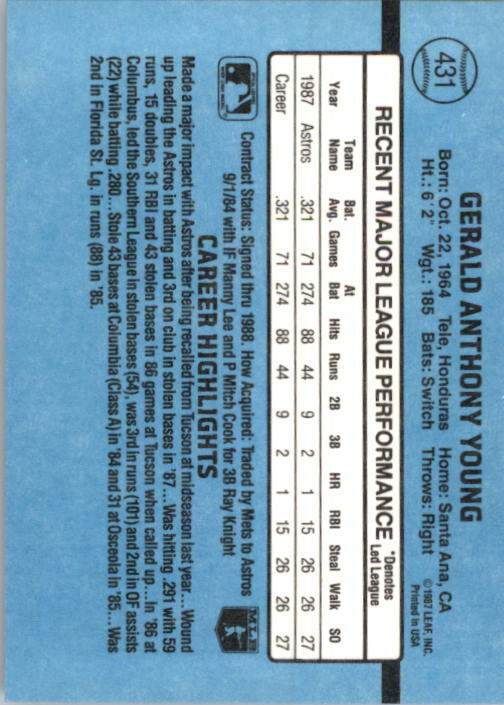 431
GERALD ANTHONY YOUNG
Born: Oct. 22, 1964 Tele, Honduras Home: Santa Ana, CA
Ht.: 6' 2" Wgt.: 185 Bats: Switch Throws: Right
©1987 LEAF, INC.
Printed in USA
RECENT MAJOR LEAGUE PERFORMANCE *Denotes Led League
Year Team Name Bat. Avg. Games At Bat Hits Runs 2B 3B HR RBI Steal Walk SO
1987 Astros .321 71 274 88 44 9 2 1 15 26 26 27
Career .321 71 274 88 44 9 2 1 15 26 26 27
Contract Status: Signed thru 1988. How Acquired: Traded by Mets to Astros
9/1/84 with IF Manny Lee and P Mitch Cook for 3B Ray Knight
MLB
CAREER HIGHLIGHTS
Made a major impact with Astros after being recalled from Tucson at midseason last year... Wound
up leading the Astros in batting and 3rd on club in stolen bases in '87... Was hitting .291 with 59
runs, 15 doubles, 31 RBI and 43 stolen bases in 86 games at Tucson when called up... In '86 at
Columbus, led the Southern League in stolen bases (54), was 3rd in runs (101) and 2nd in OF assists
(22) while batting .280... Stole 43 bases at Columbia (Class A) in '84 and 31 at Osceola in '85... Was
2nd in Florida St. Lg. in runs (88) in '85.